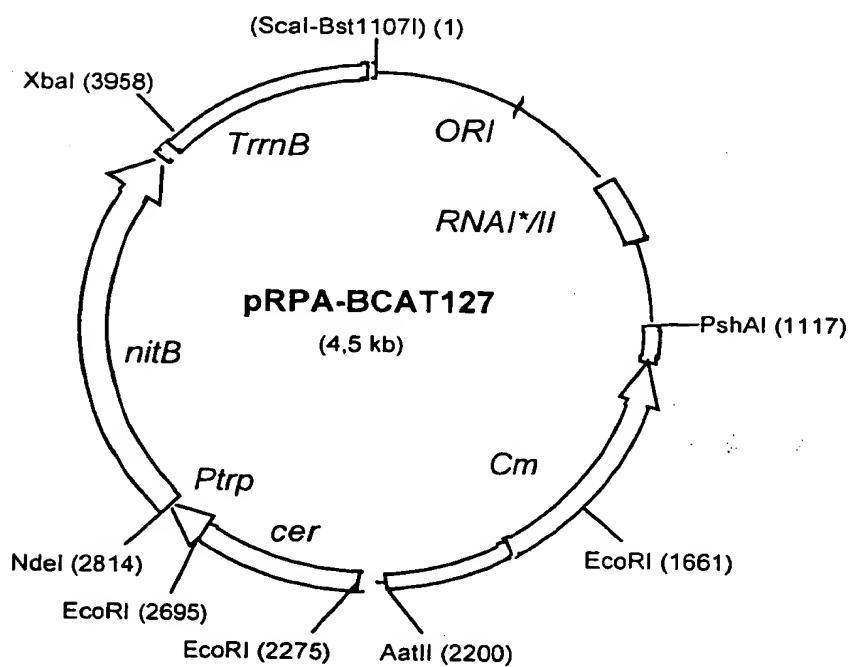 (ScaI-Bst1107I) (1)
XbaI (3958)
TrrnB
ORI
RNAI*/II
pRPA-BCAT127
(4,5 kb)
PshAI (1117)
nitB
Cm
Ptrp
cer
NdeI (2814)
EcoRI (1661)
EcoRI (2695)
EcoRI (2275)
AatII (2200)